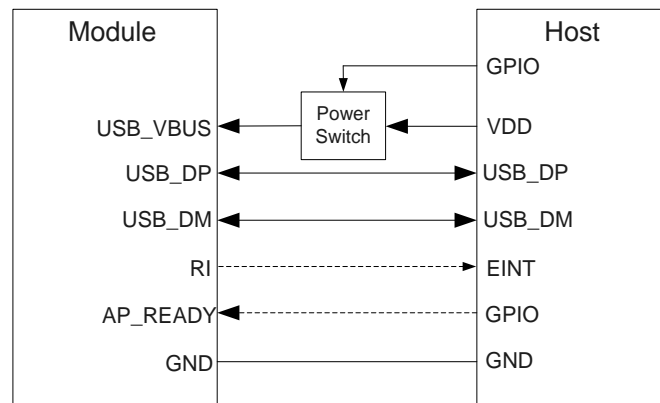 Module
Host
GPIO
Power
Switch
USB_VBUS
VDD
USB_DP
USB_DP
USB_DM
USB_DM
RI
EINT
AP_READY
GPIO
GND
GND